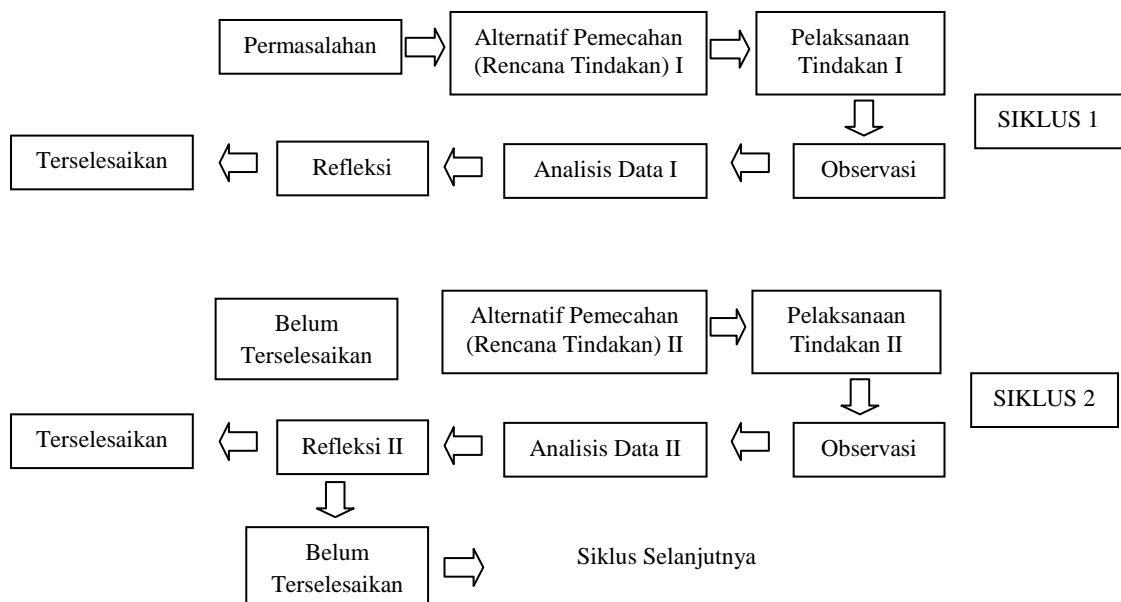 Permasalahan
Alternatif Pemecahan
(Rencana Tindakan) I
Pelaksanaan
Tindakan I
SIKLUS 1
Terselesaikan
Refleksi
Analisis Data I
Observasi
Belum
Terselesaikan
Alternatif Pemecahan
(Rencana Tindakan) II
Pelaksanaan
Tindakan II
SIKLUS 2
Terselesaikan
Refleksi II
Analisis Data II
Observasi
Belum
Terselesaikan
Siklus Selanjutnya